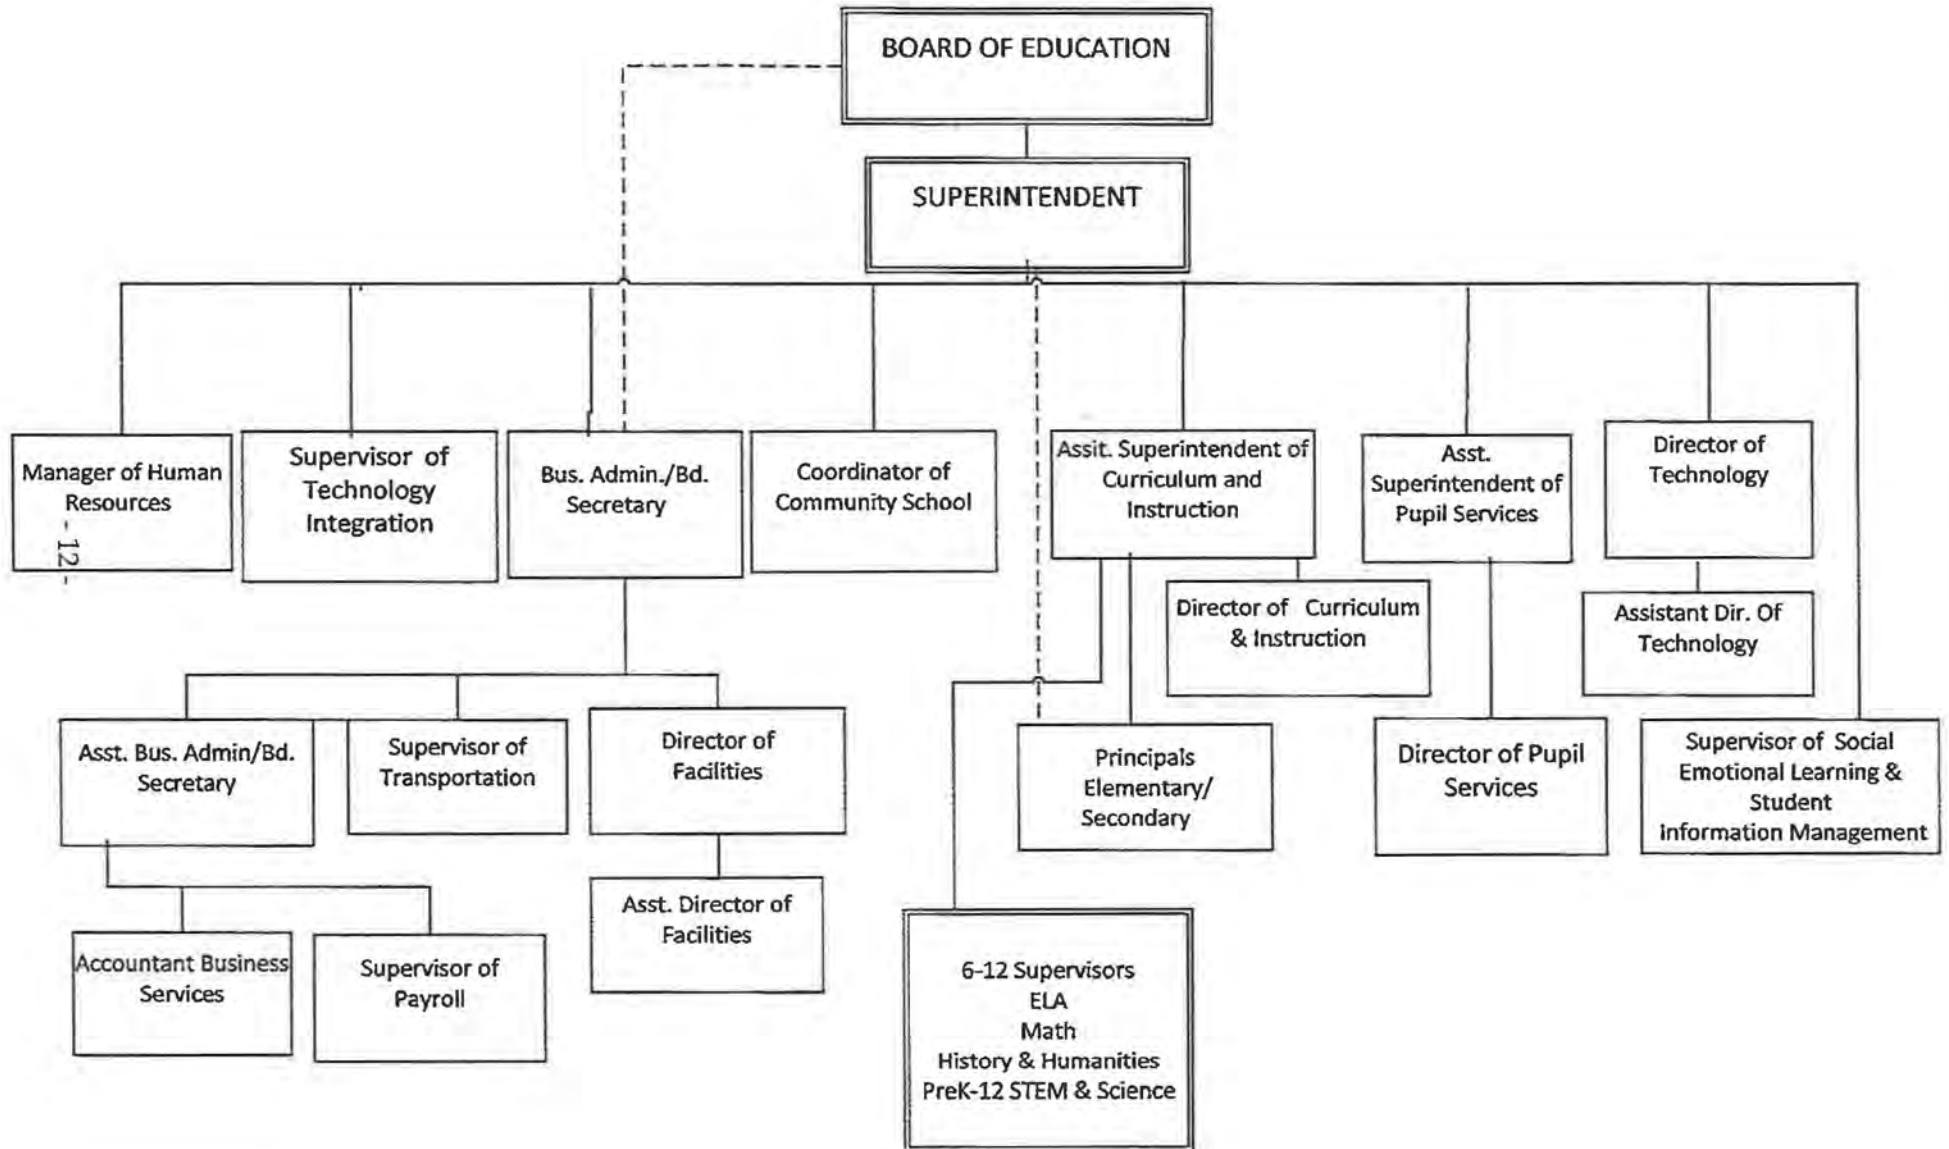 BOARD OF EDUCATION
SUPERINTENDENT
Manager of Human
Resources
- 12 -
Supervisor of
Technology
Integration
Bus. Admin./Bd.
Secretary
Coordinator of
Community School
Assit. Superintendent of
Curriculum and
Instruction
Asst.
Superintendent of
Pupil Services
Director of
Technology
Director of Curriculum
& Instruction
Assistant Dir. Of
Technology
Asst. Bus. Admin/Bd.
Secretary
Supervisor of
Transportation
Director of
Facilities
Principals
Elementary/
Secondary
Director of Pupil
Services
Supervisor of Social
Emotional Learning &
Student
Information Management
Accountant Business
Services
Supervisor of
Payroll
Asst. Director of
Facilities
6-12 Supervisors
ELA
Math
History & Humanities
PreK-12 STEM & Science